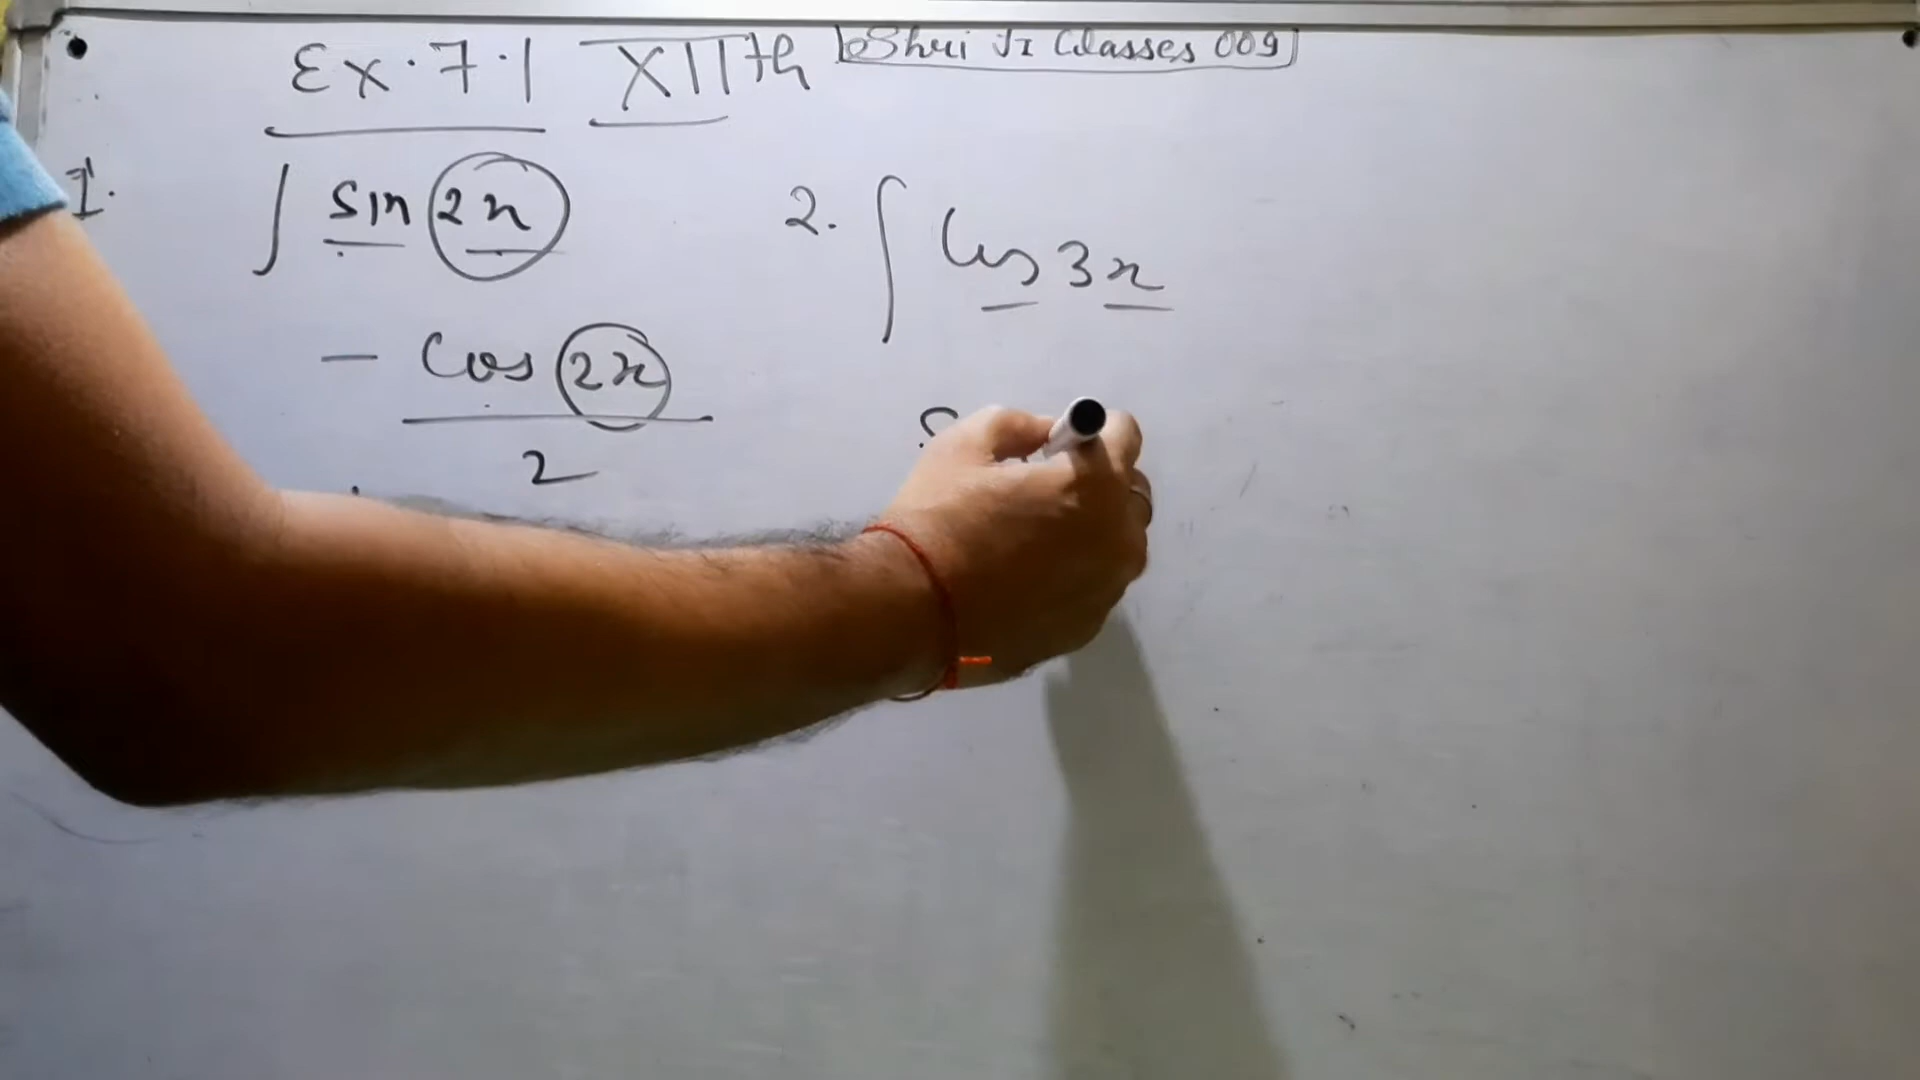 Ex. 7.1 XIIth Shri JI Classes 009
1. ∫ sin 2x
- Cos 2x
2
2. ∫ Cos 3x
S